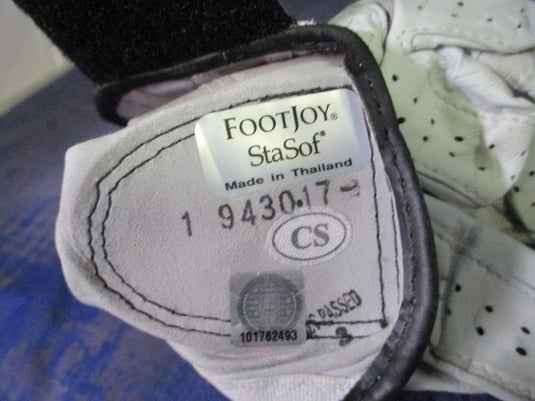 FOOTJOY®
StaSof®
Made in Thailand
1 9430.17-
CS
101762493
PASSED